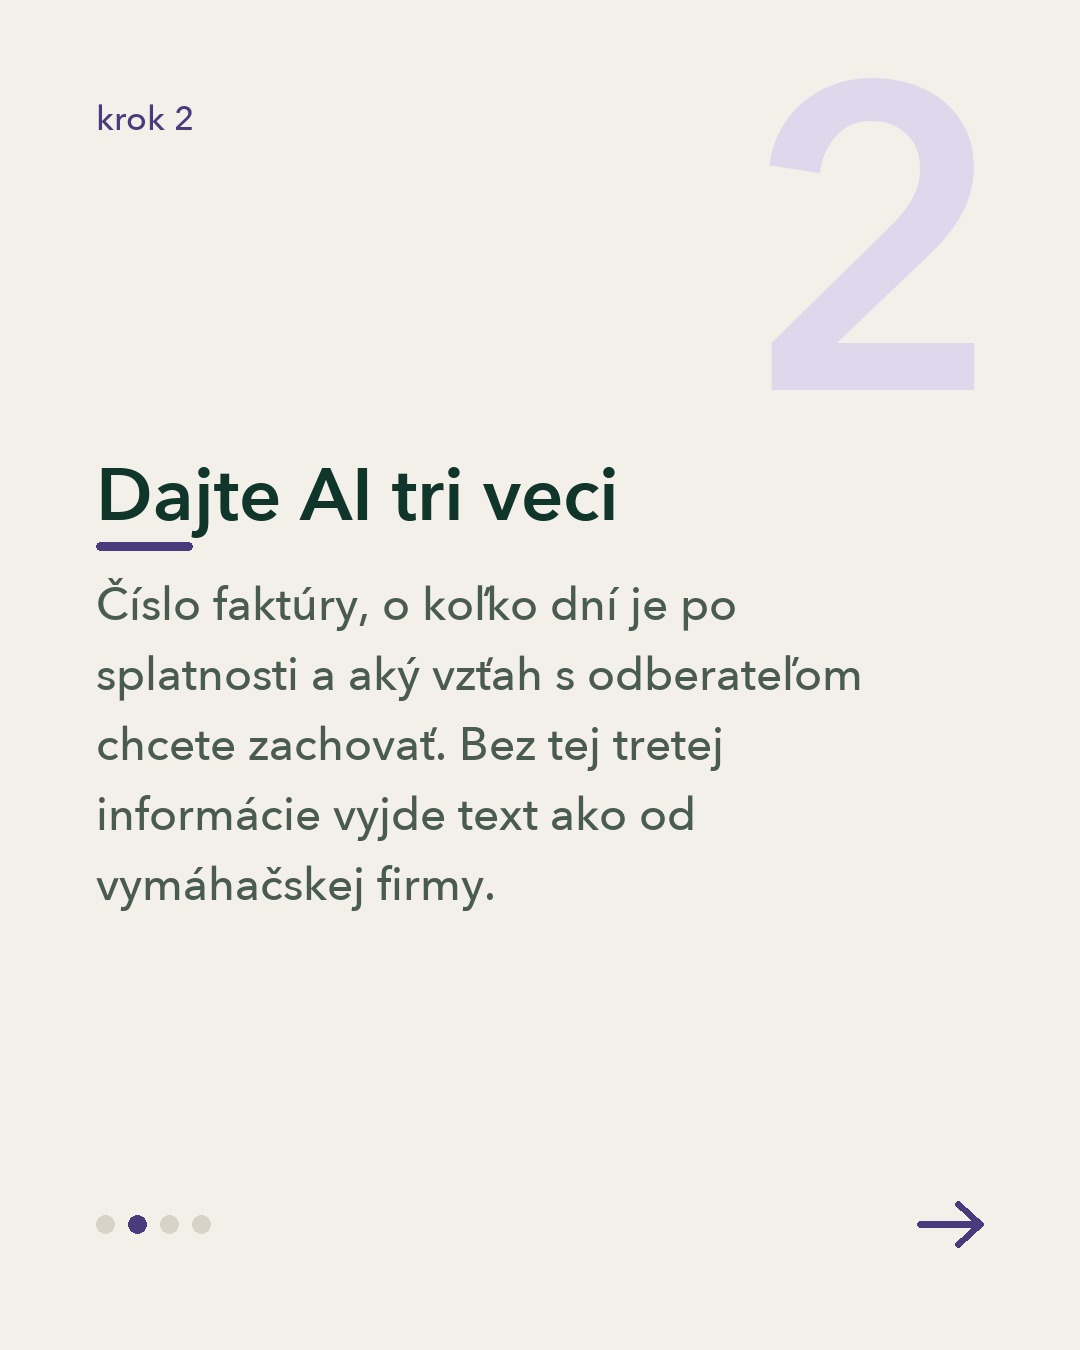 krok 2
2
Dajte AI tri veci
Číslo faktúry, o koľko dní je po
splatnosti a aký vzťah s odberateľom
chcete zachovať. Bez tej tretej
informácie vyjde text ako od
vymáhačskej firmy.